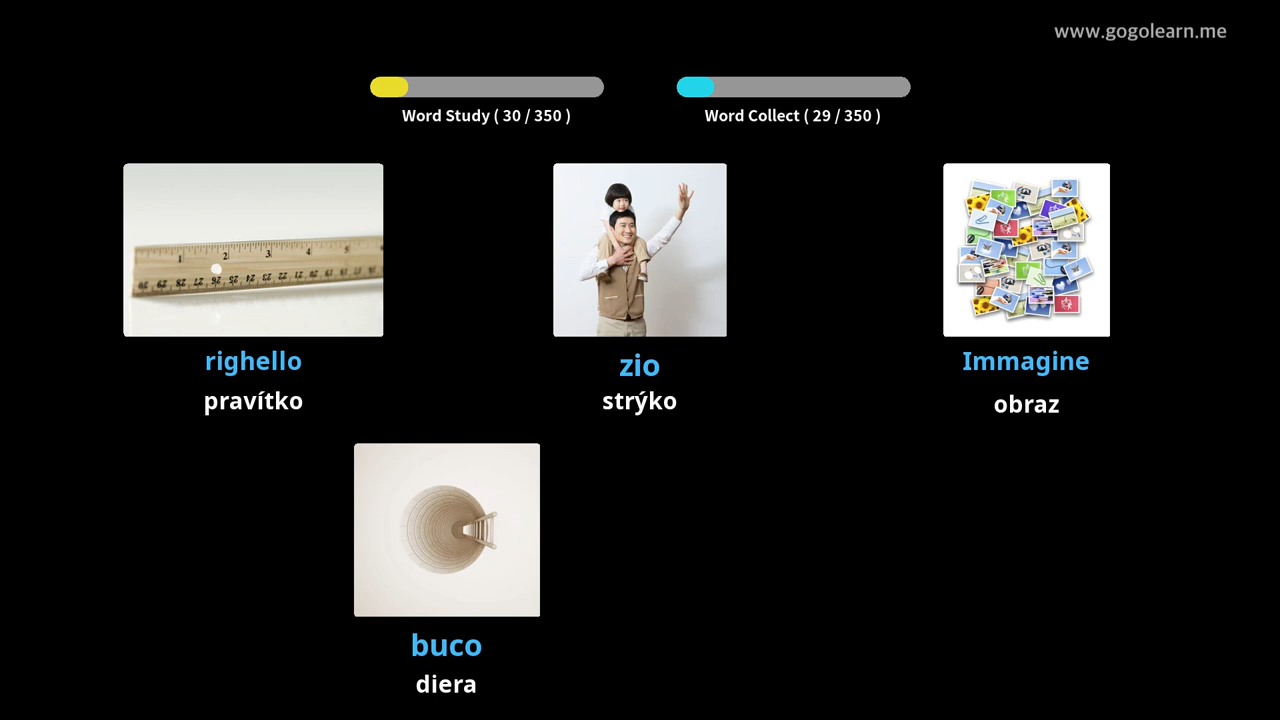 www.gogolearn.me
Word Study ( 30 / 350 )
Word Collect ( 29 / 350 )
righello
pravítko
zio
strýko
Immagine
obraz
buco
diera